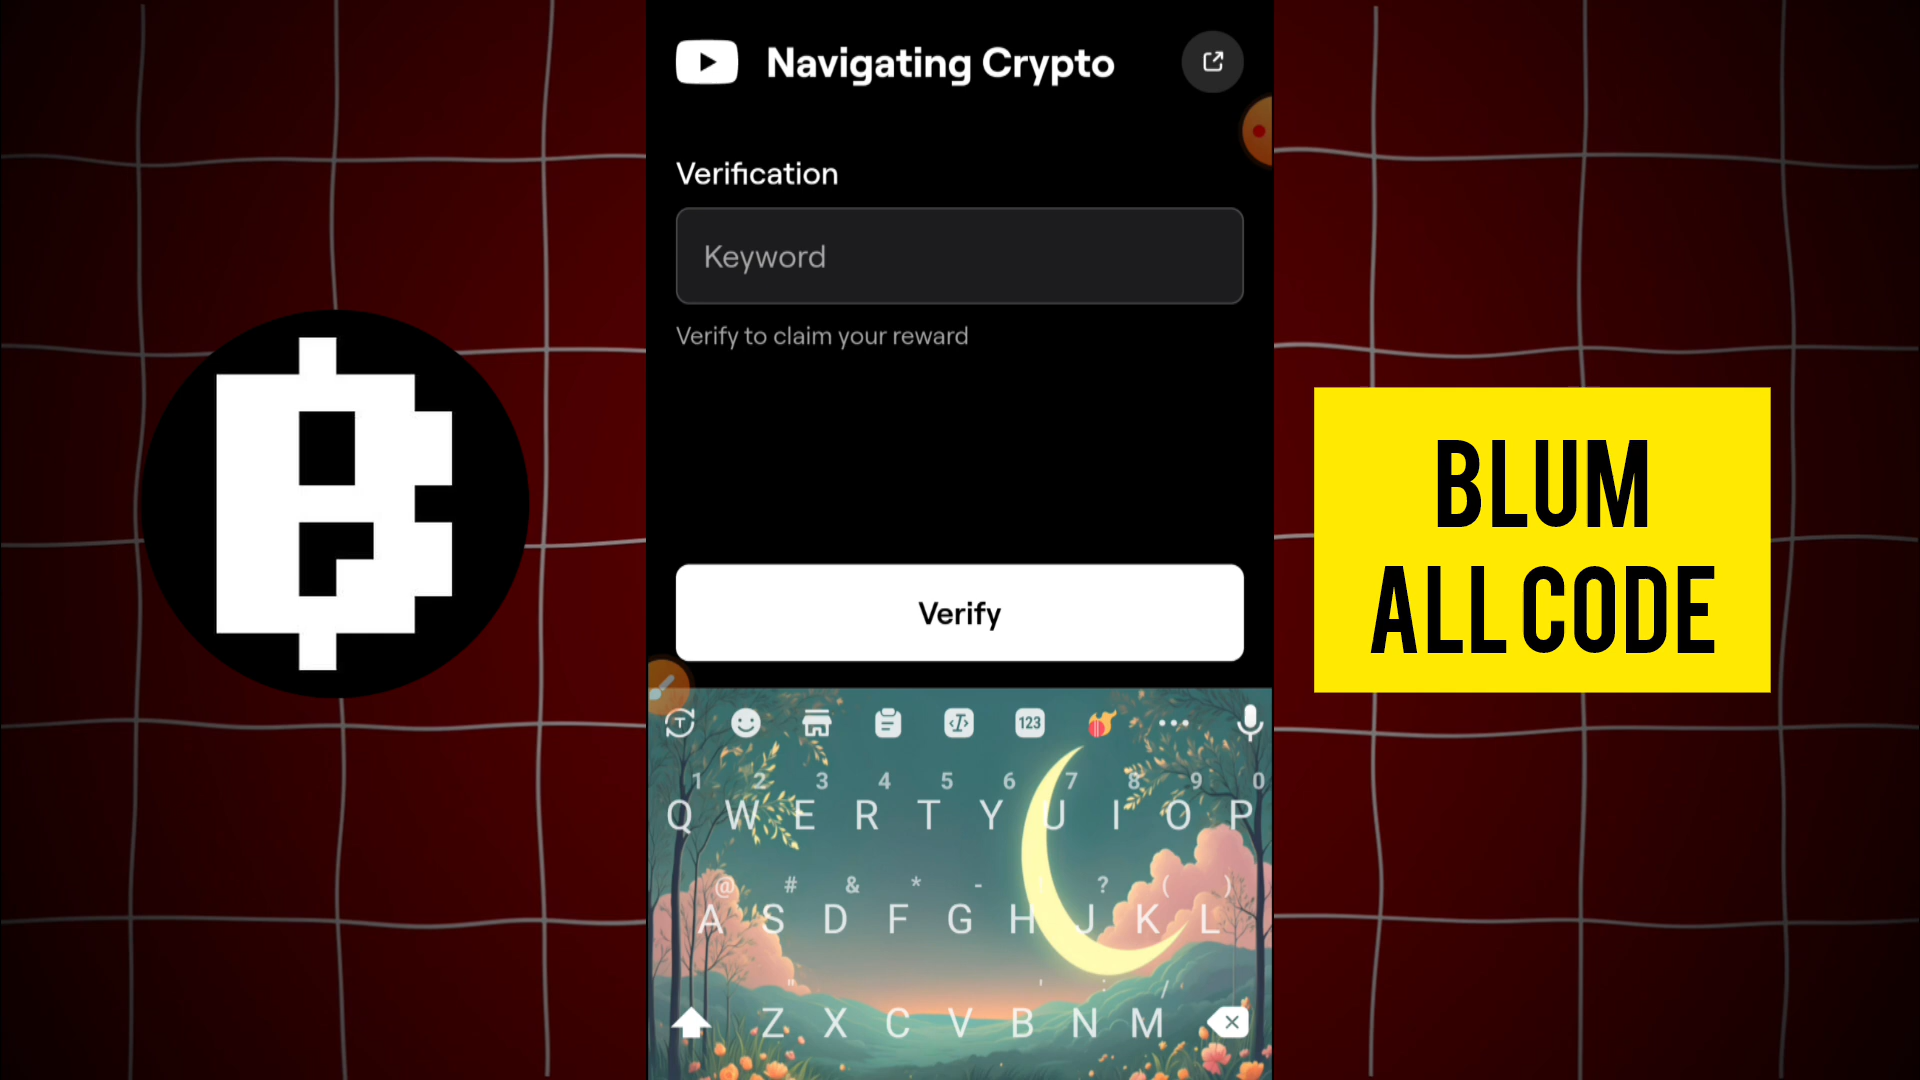 Navigating Crypto
Verification
Keyword
Verify to claim your reward
Verify
BLUM
ALL CODE
T T 123
1 2 3 4 5 6 7 8 9 0
Q W E R T Y U I O P
@ # & * - ! ? ( )
A S D F G H J K L
" ' : /
Z X C V B N M